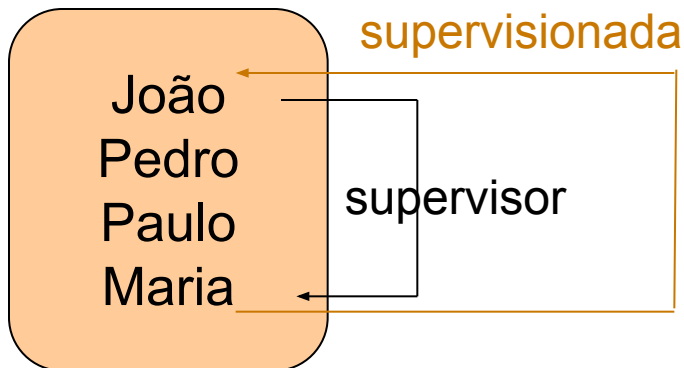 supervisionada
João
Pedro
Paulo
Maria
supervisor